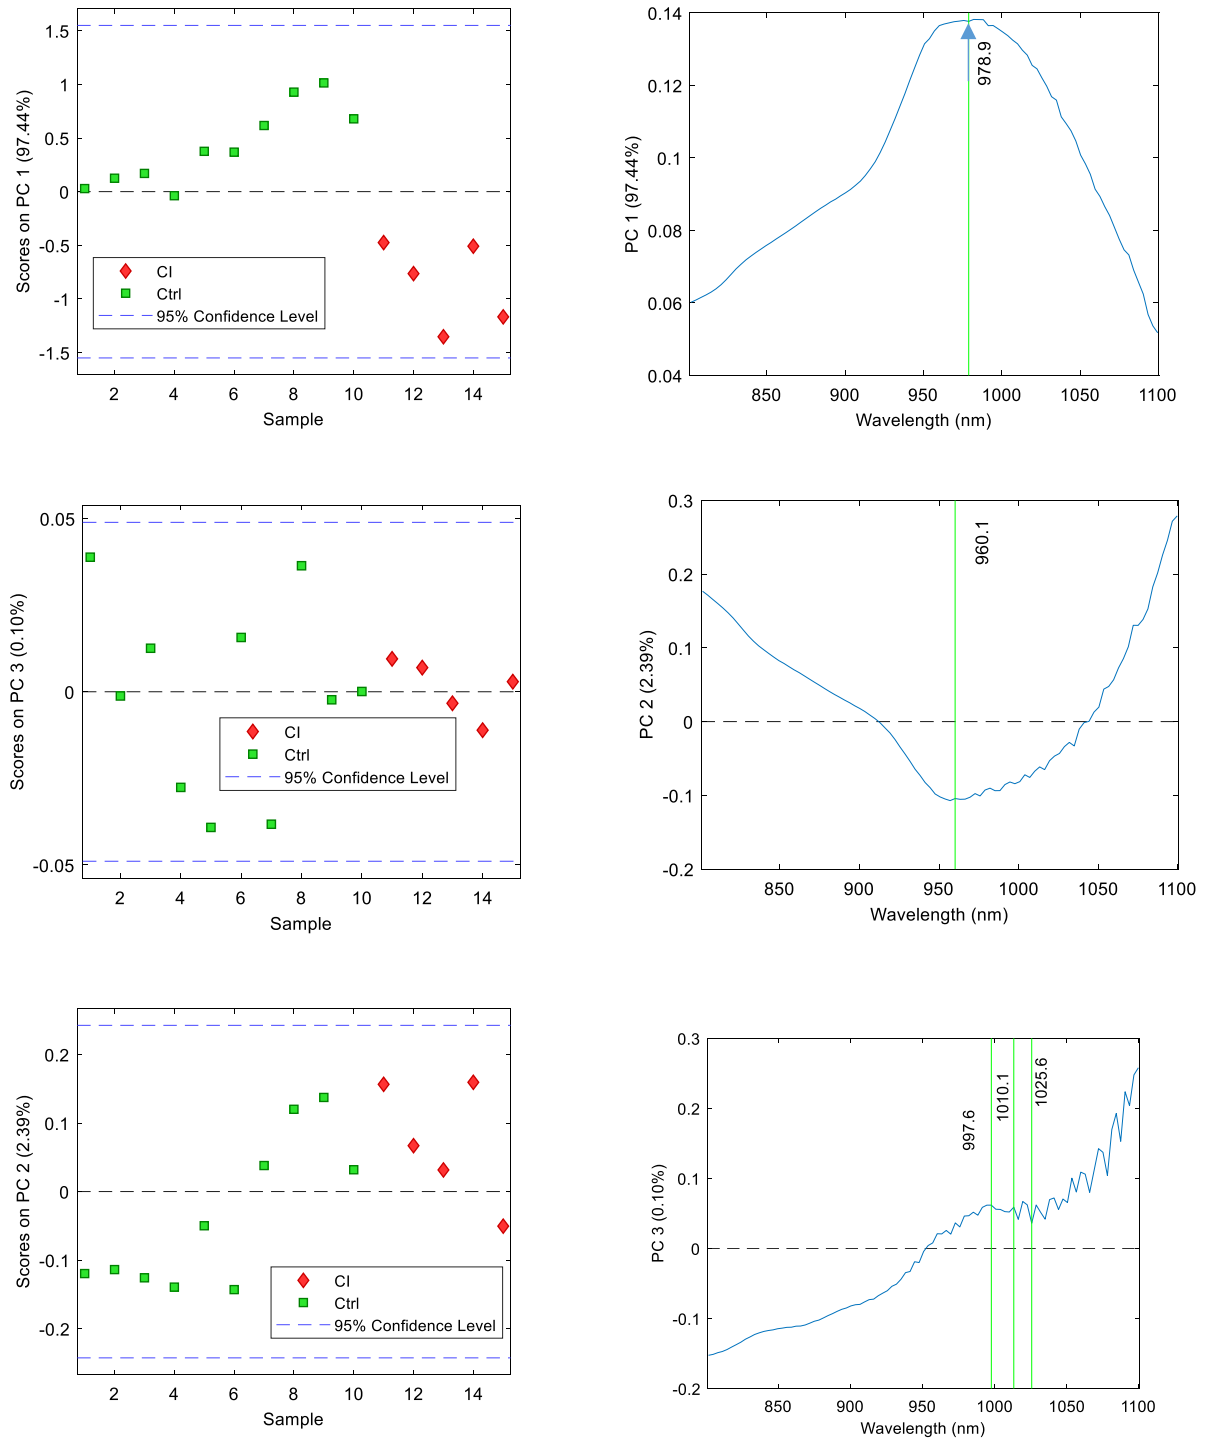 Scores on PC 1 (97.44%)
1.5
1
0.5
0
-0.5
-1
-1.5
CI
Ctrl
95% Confidence Level
2 4 6 8 10 12 14
Sample
PC 1 (97.44%)
0.14
0.12
0.1
0.08
0.06
0.04
978.9
850 900 950 1000 1050 1100
Wavelength (nm)
Scores on PC 3 (0.10%)
0.05
0
-0.05
CI
Ctrl
95% Confidence Level
2 4 6 8 10 12 14
Sample
PC 2 (2.39%)
0.3
0.2
0.1
0
-0.1
-0.2
960.1
850 900 950 1000 1050 1100
Wavelength (nm)
Scores on PC 2 (2.39%)
0.2
0.1
0
-0.1
-0.2
CI
Ctrl
95% Confidence Level
2 4 6 8 10 12 14
Sample
PC 3 (0.10%)
0.3
0.2
0.1
0
-0.1
-0.2
997.6
1010.1
1025.6
850 900 950 1000 1050 1100
Wavelength (nm)